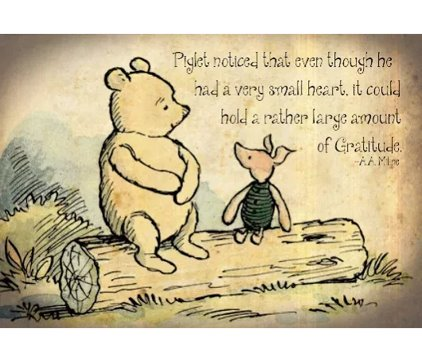 Piglet noticed that even though he
had a very small heart, it could
hold a rather large amount
of Gratitude.
-A.A. Milne